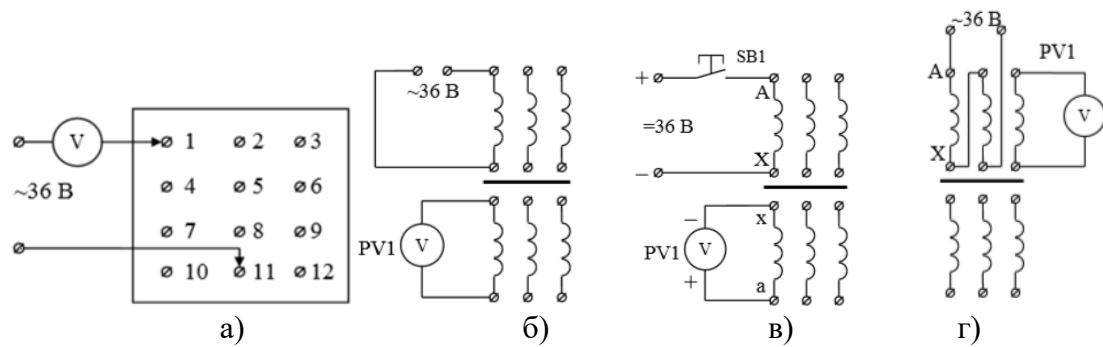 ~36 В
V
1 2 3
4 5 6
7 8 9
10 11 12
а)
~36 В
PV1
V
б)
SB1
+
А
=36 В
Х
–
х
–
PV1
V
+
а
в)
~36 В
PV1
А
V
Х
г)